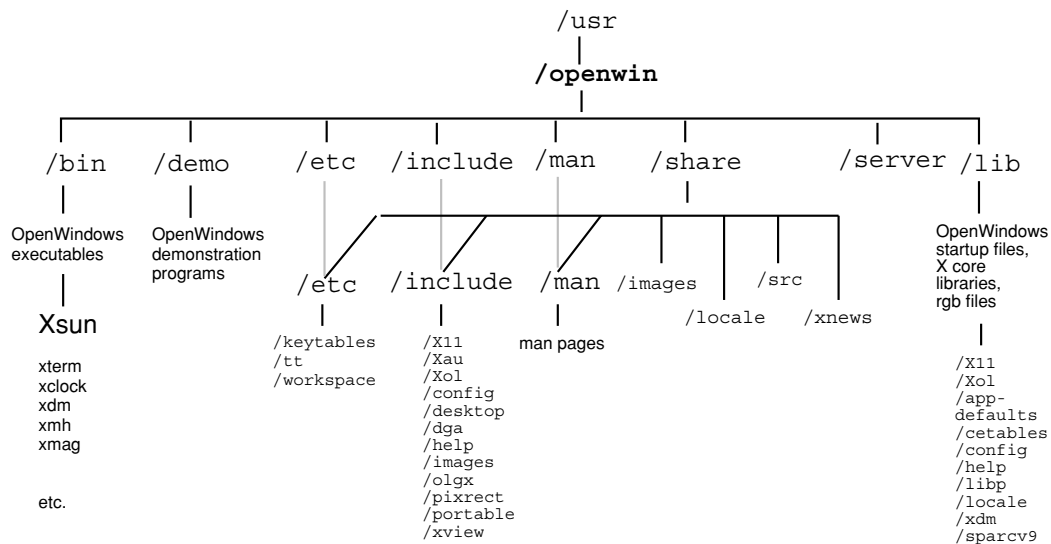 /usr
/openwin
/bin
/demo
/etc
/include
/man
/share
/server
/lib
OpenWindows
executables
OpenWindows
demonstration
programs
OpenWindows
startup files,
X core
libraries,
rgb files
/etc
/include
/man
/images
/src
/locale
/xnews
Xsun
xterm
xclock
xdm
xmh
xmag
etc.
/keytables
/tt
/workspace
/X11
/Xau
/Xol
/config
/desktop
/dga
/help
/images
/olgx
/pixrect
/portable
/xview
man pages
/X11
/Xol
/app-
defaults
/cetables
/config
/help
/libp
/locale
/xdm
/sparcv9